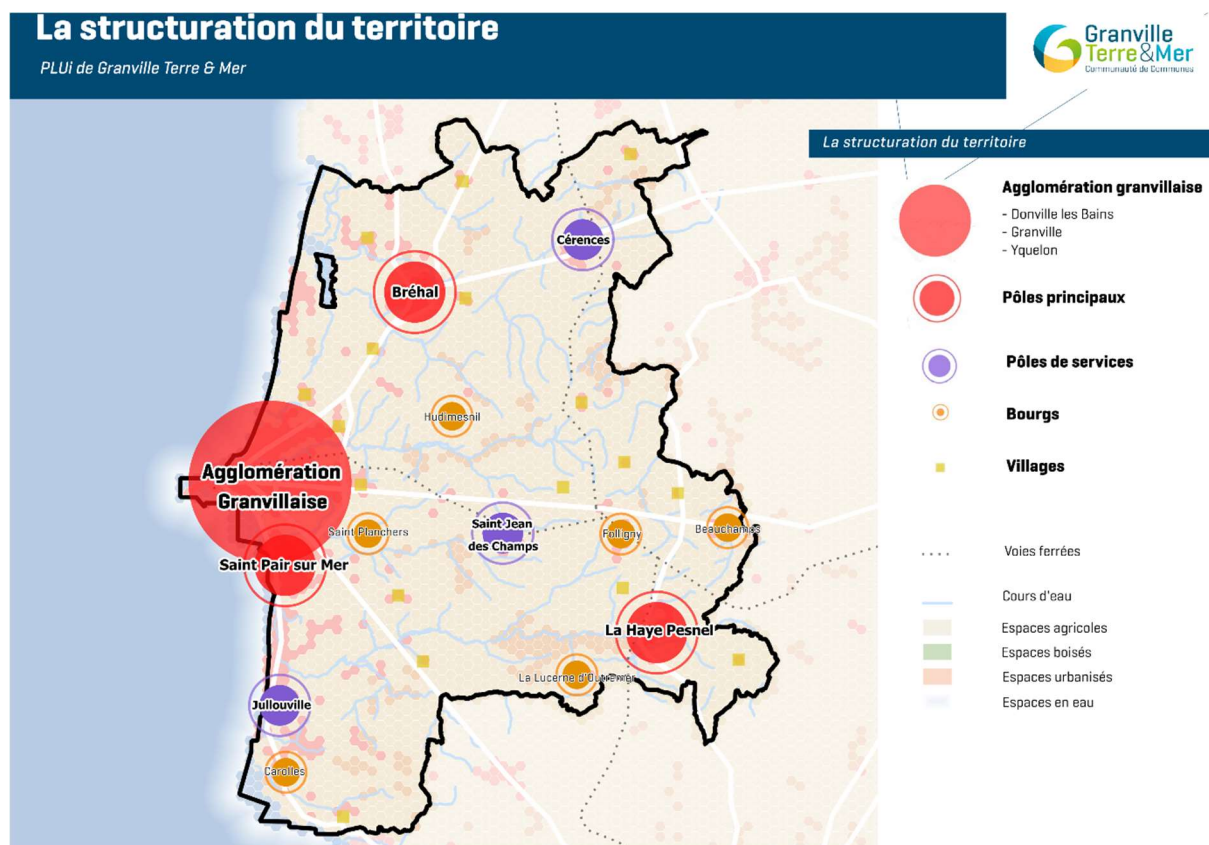 La structuration du territoire
PLUi de Granville Terre & Mer
Granville
Terre&Mer
Communauté de Communes
La structuration du territoire
Agglomération granvillaise
- Donville les Bains
- Granville
- Yquelon
Pôles principaux
Pôles de services
Bourgs
Villages
Voies ferrées
Cours d'eau
Espaces agricoles
Espaces boisés
Espaces urbanisés
Espaces en eau
Cérences
Bréhal
Hudimesnil
Agglomération
Granvillaise
Saint Planchers
Saint Jean
des Champs
Folligny
Beauchamps
Saint Pair sur Mer
La Haye Pesnel
La Lucerne d'Outremer
Jullouville
Carolles